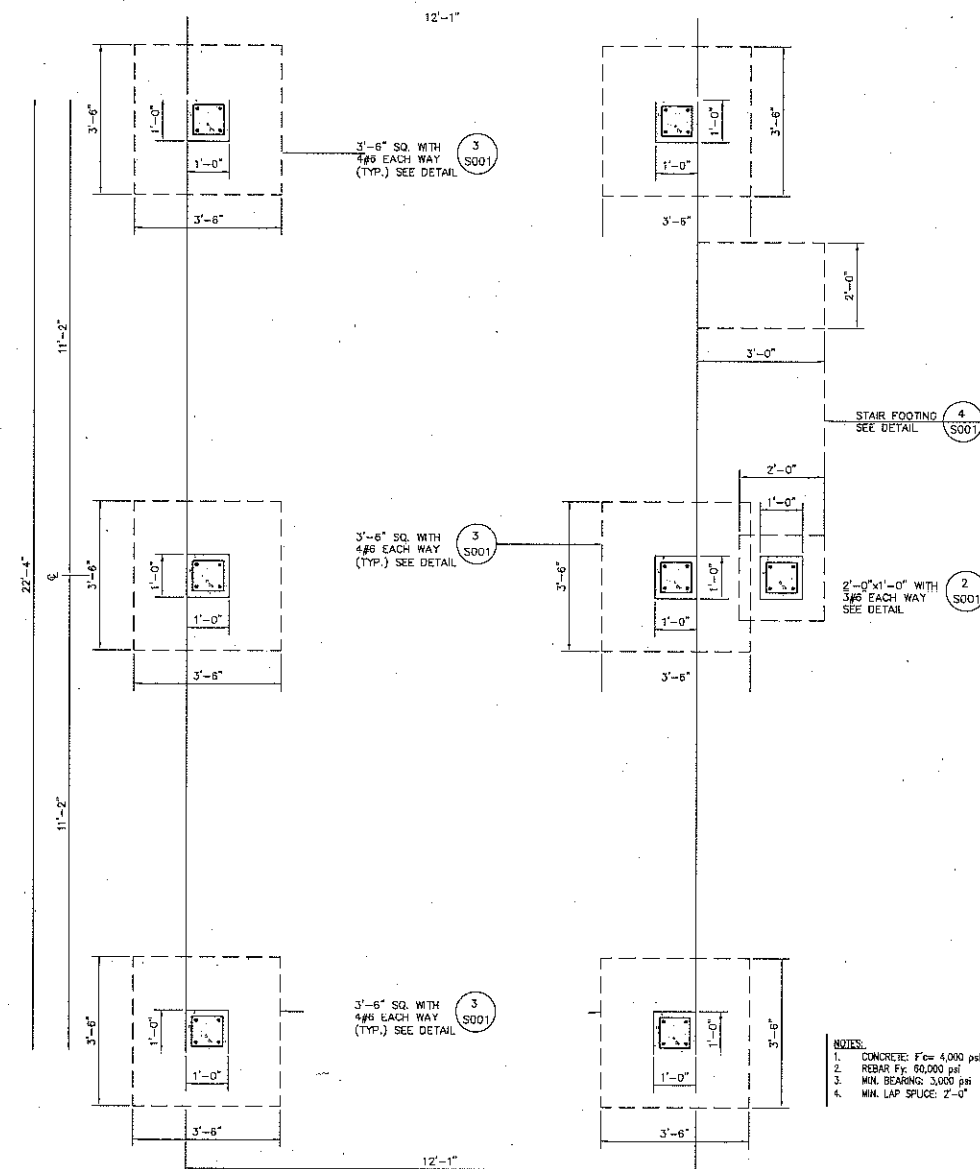 12'-1"
3'-6"
1'-0"
1'-0"
3'-6"
3'-6" SQ. WITH
4#6 EACH WAY
(TYP.) SEE DETAIL
3
S001
1'-0"
1'-0"
3'-6"
3'-6"
2'-0"
3'-0"
11'-2"
STAIR FOOTING
SEE DETAIL
4
S001
2'-0"
1'-0"
22'-4"
℄
3'-6"
1'-0"
1'-0"
3'-6"
3'-6" SQ. WITH
4#6 EACH WAY
(TYP.) SEE DETAIL
3
S001
3'-6"
1'-0"
1'-0"
3'-6"
2'-0"x1'-0" WITH
3#6 EACH WAY
SEE DETAIL
2
S001
11'-2"
3'-6"
1'-0"
1'-0"
3'-6"
3'-6" SQ. WITH
4#6 EACH WAY
(TYP.) SEE DETAIL
3
S001
1'-0"
1'-0"
3'-6"
3'-6"
NOTES:
1. CONCRETE: F'c= 4,000 psi
2. REBAR Fy: 60,000 psi
3. MIN. BEARING: 3,000 psi
4. MIN. LAP SPLICE: 2'-0"
12'-1"